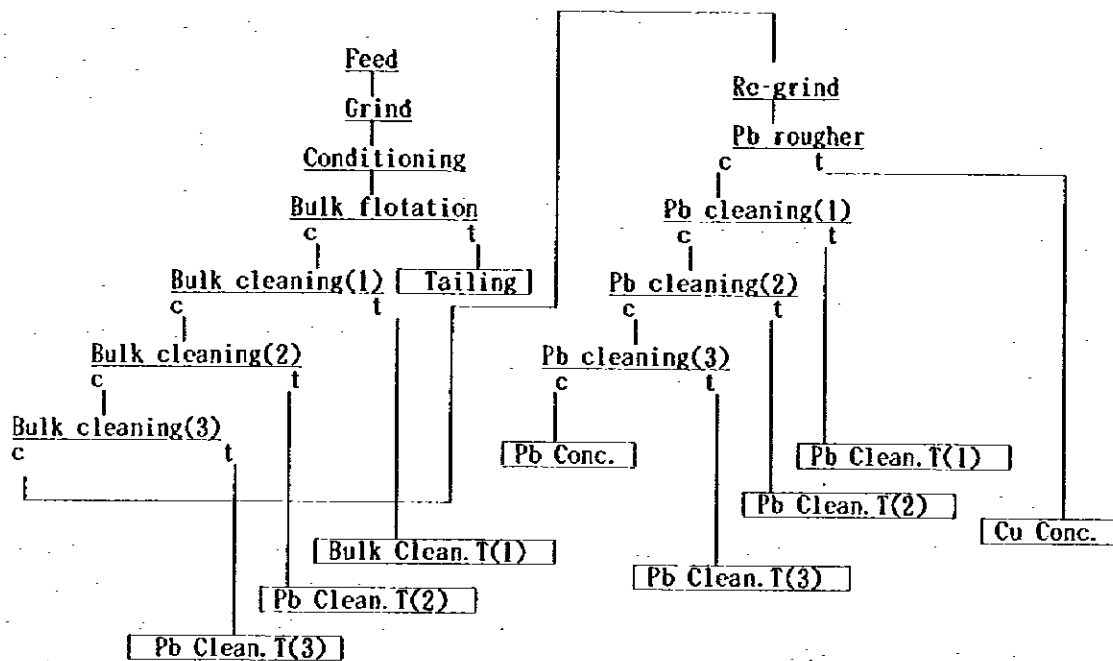 Feed
Grind
Conditioning
Bulk flotation
c t
Bulk cleaning(1)
Tailing
c t
Bulk cleaning(2)
c t
Bulk cleaning(3)
c t
Bulk Clean.T(1)
Pb Clean.T(2)
Pb Clean.T(3)
Re-grind
Pb rougher
c t
Pb cleaning(1)
c t
Pb cleaning(2)
c t
Pb cleaning(3)
c t
Pb Conc.
Pb Clean.T(1)
Pb Clean.T(2)
Cu Conc.
Pb Clean.T(3)